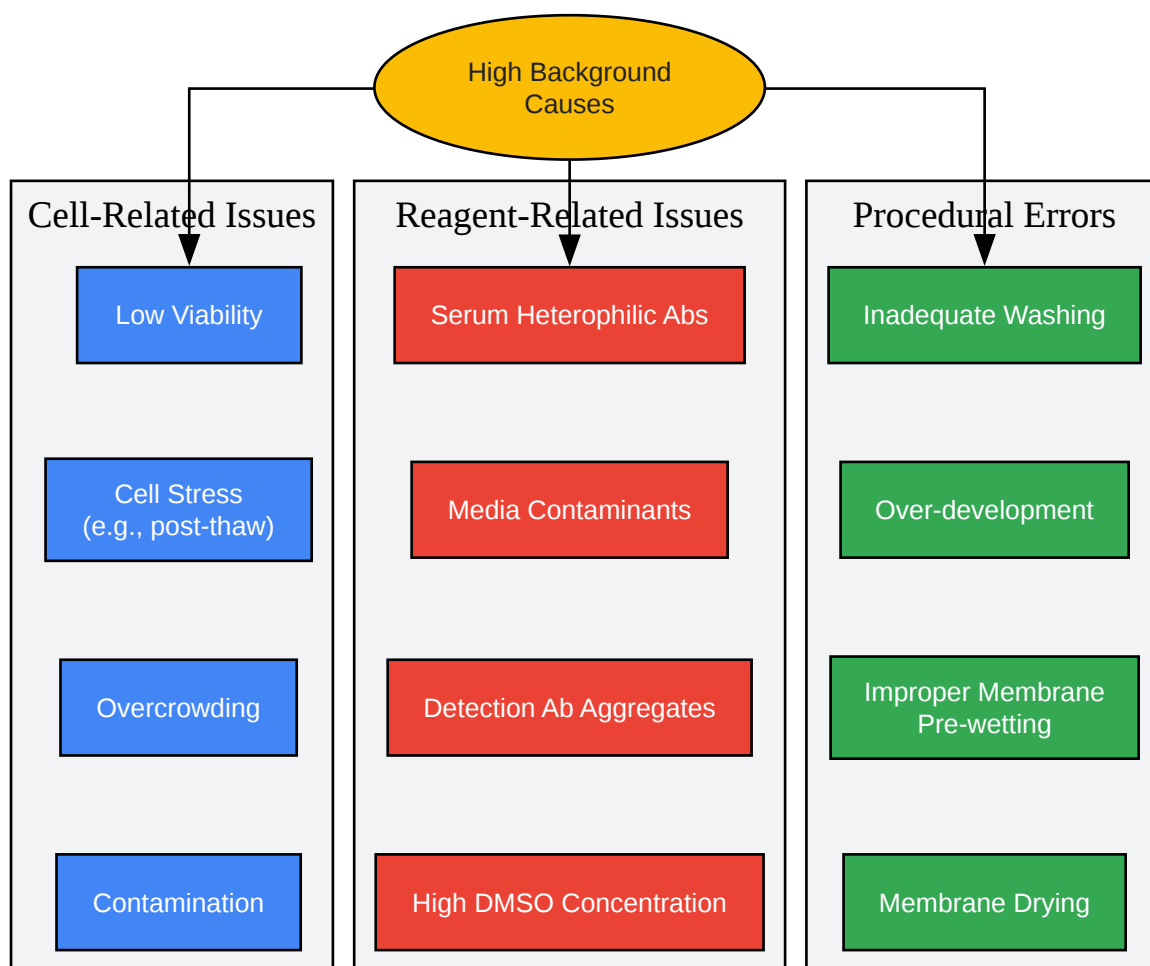 High Background
Causes
Cell-Related Issues
Low Viability
Cell Stress
(e.g., post-thaw)
Overcrowding
Contamination
Reagent-Related Issues
Serum Heterophilic Abs
Media Contaminants
Detection Ab Aggregates
High DMSO Concentration
Procedural Errors
Inadequate Washing
Over-development
Improper Membrane
Pre-wetting
Membrane Drying